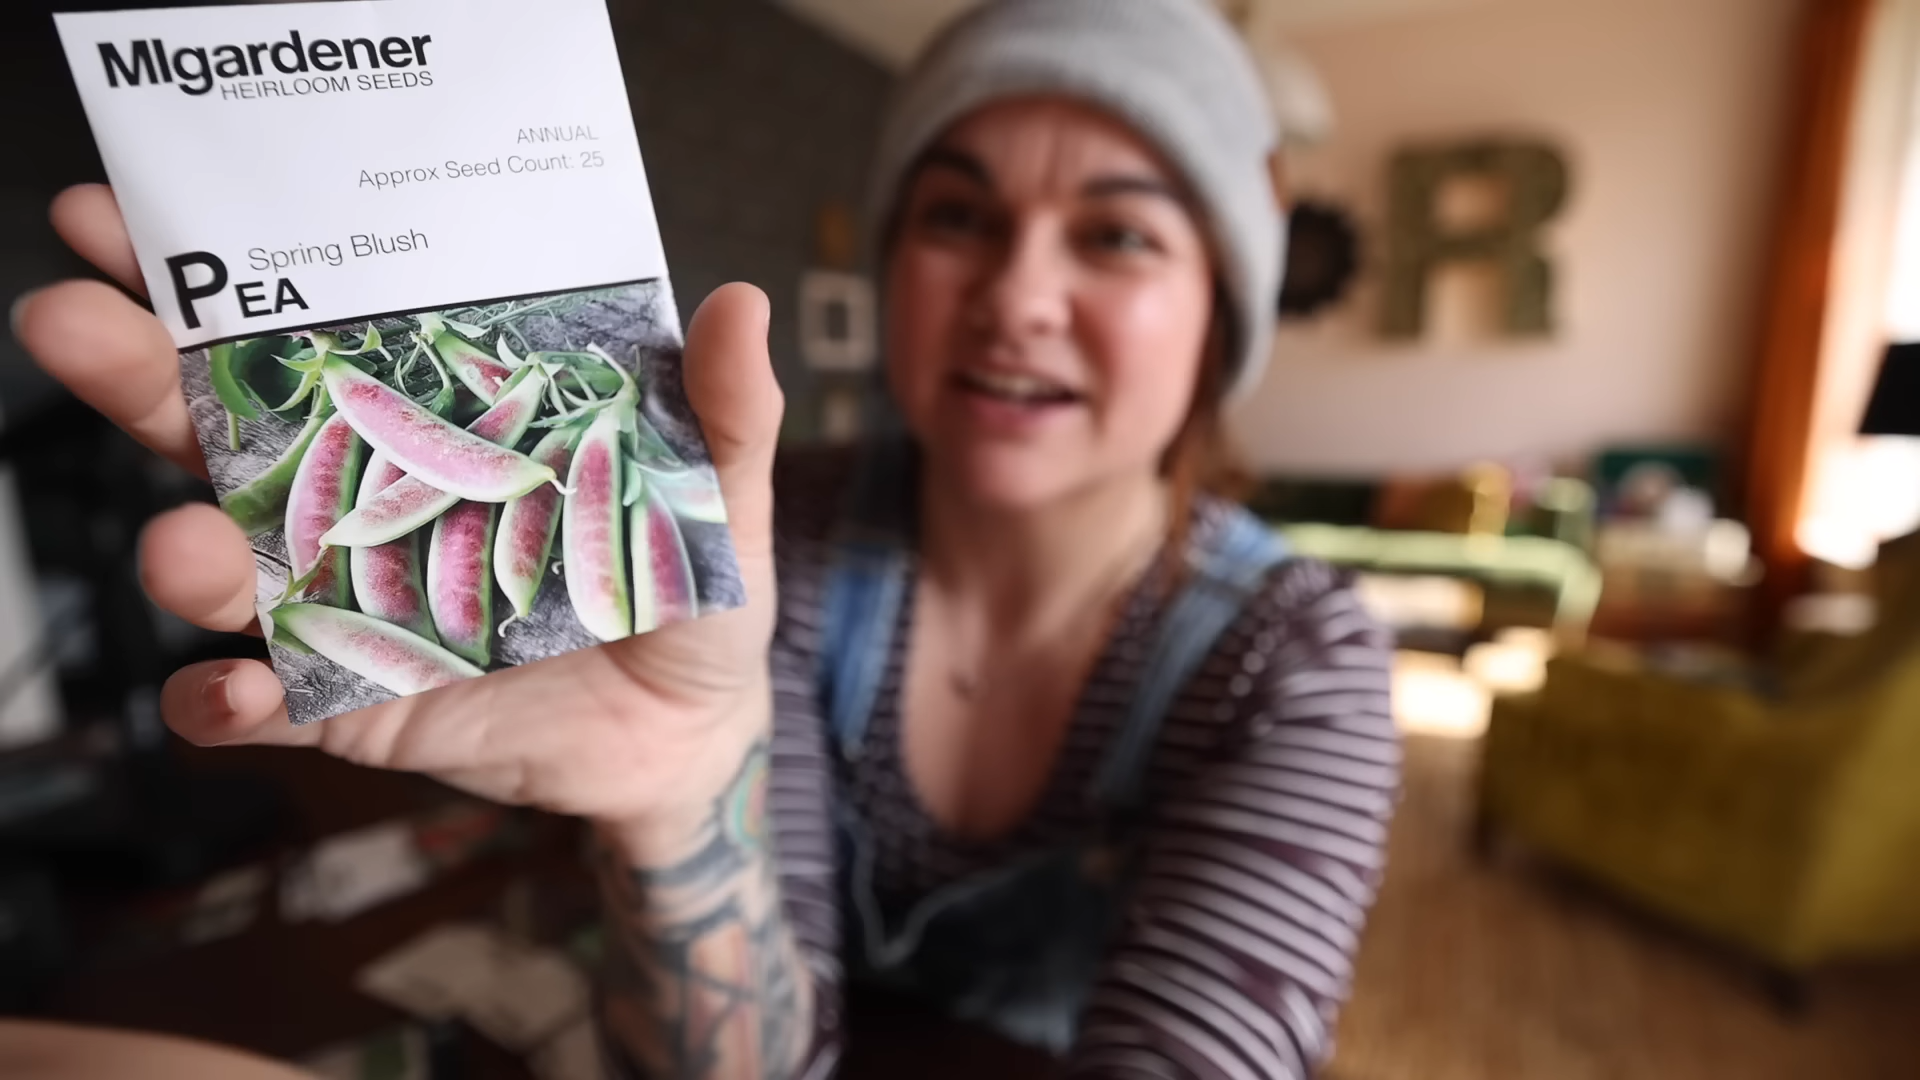 MIgardener
HEIRLOOM SEEDS
ANNUAL
Approx Seed Count: 25
Spring Blush
PEA
R